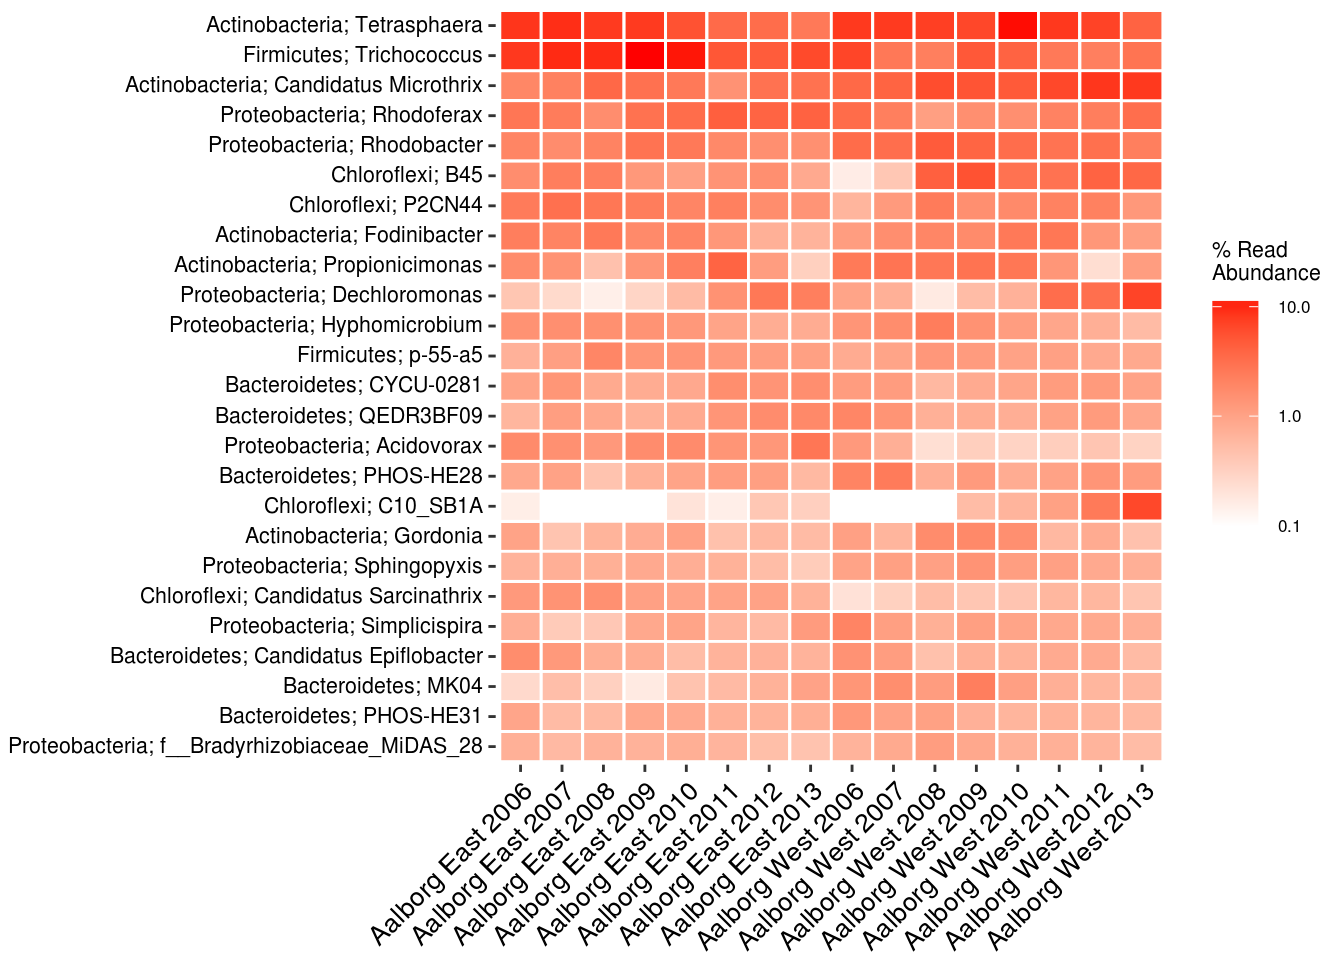 Actinobacteria; Tetrasphaera
Firmicutes; Trichococcus
Actinobacteria; Candidatus Microthrix
Proteobacteria; Rhodoferax
Proteobacteria; Rhodobacter
Chloroflexi; B45
Chloroflexi; P2CN44
Actinobacteria; Fodinibacter
Actinobacteria; Propionicimonas
Proteobacteria; Dechloromonas
Proteobacteria; Hyphomicrobium
Firmicutes; p-55-a5
Bacteroidetes; CYCU-0281
Bacteroidetes; QEDR3BF09
Proteobacteria; Acidovorax
Bacteroidetes; PHOS-HE28
Chloroflexi; C10_SB1A
Actinobacteria; Gordonia
Proteobacteria; Sphingopyxis
Chloroflexi; Candidatus Sarcinathrix
Proteobacteria; Simplicispira
Bacteroidetes; Candidatus Epiflobacter
Bacteroidetes; MK04
Bacteroidetes; PHOS-HE31
Proteobacteria; f__Bradyrhizobiaceae_MiDAS_28
Aalborg East 2006
Aalborg East 2007
Aalborg East 2008
Aalborg East 2009
Aalborg East 2010
Aalborg East 2011
Aalborg East 2012
Aalborg East 2013
Aalborg West 2006
Aalborg West 2007
Aalborg West 2008
Aalborg West 2009
Aalborg West 2010
Aalborg West 2011
Aalborg West 2012
Aalborg West 2013
% Read
Abundance
10.0
1.0
0.1